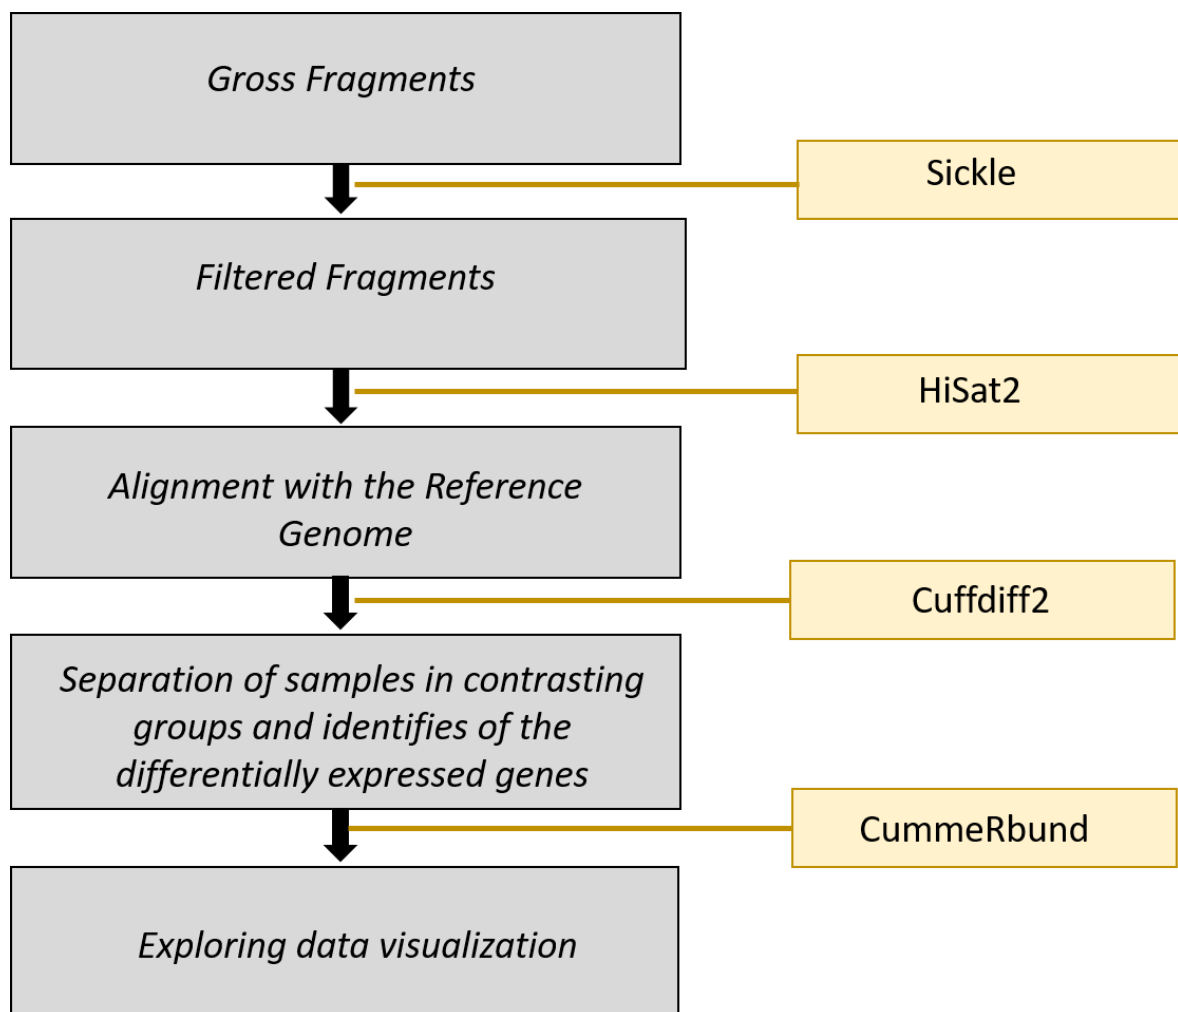 Gross Fragments
Sickle
Filtered Fragments
HiSat2
Alignment with the Reference
Genome
Cuffdiff2
Separation of samples in contrasting
groups and identifies of the
differentially expressed genes
CummeRbund
Exploring data visualization